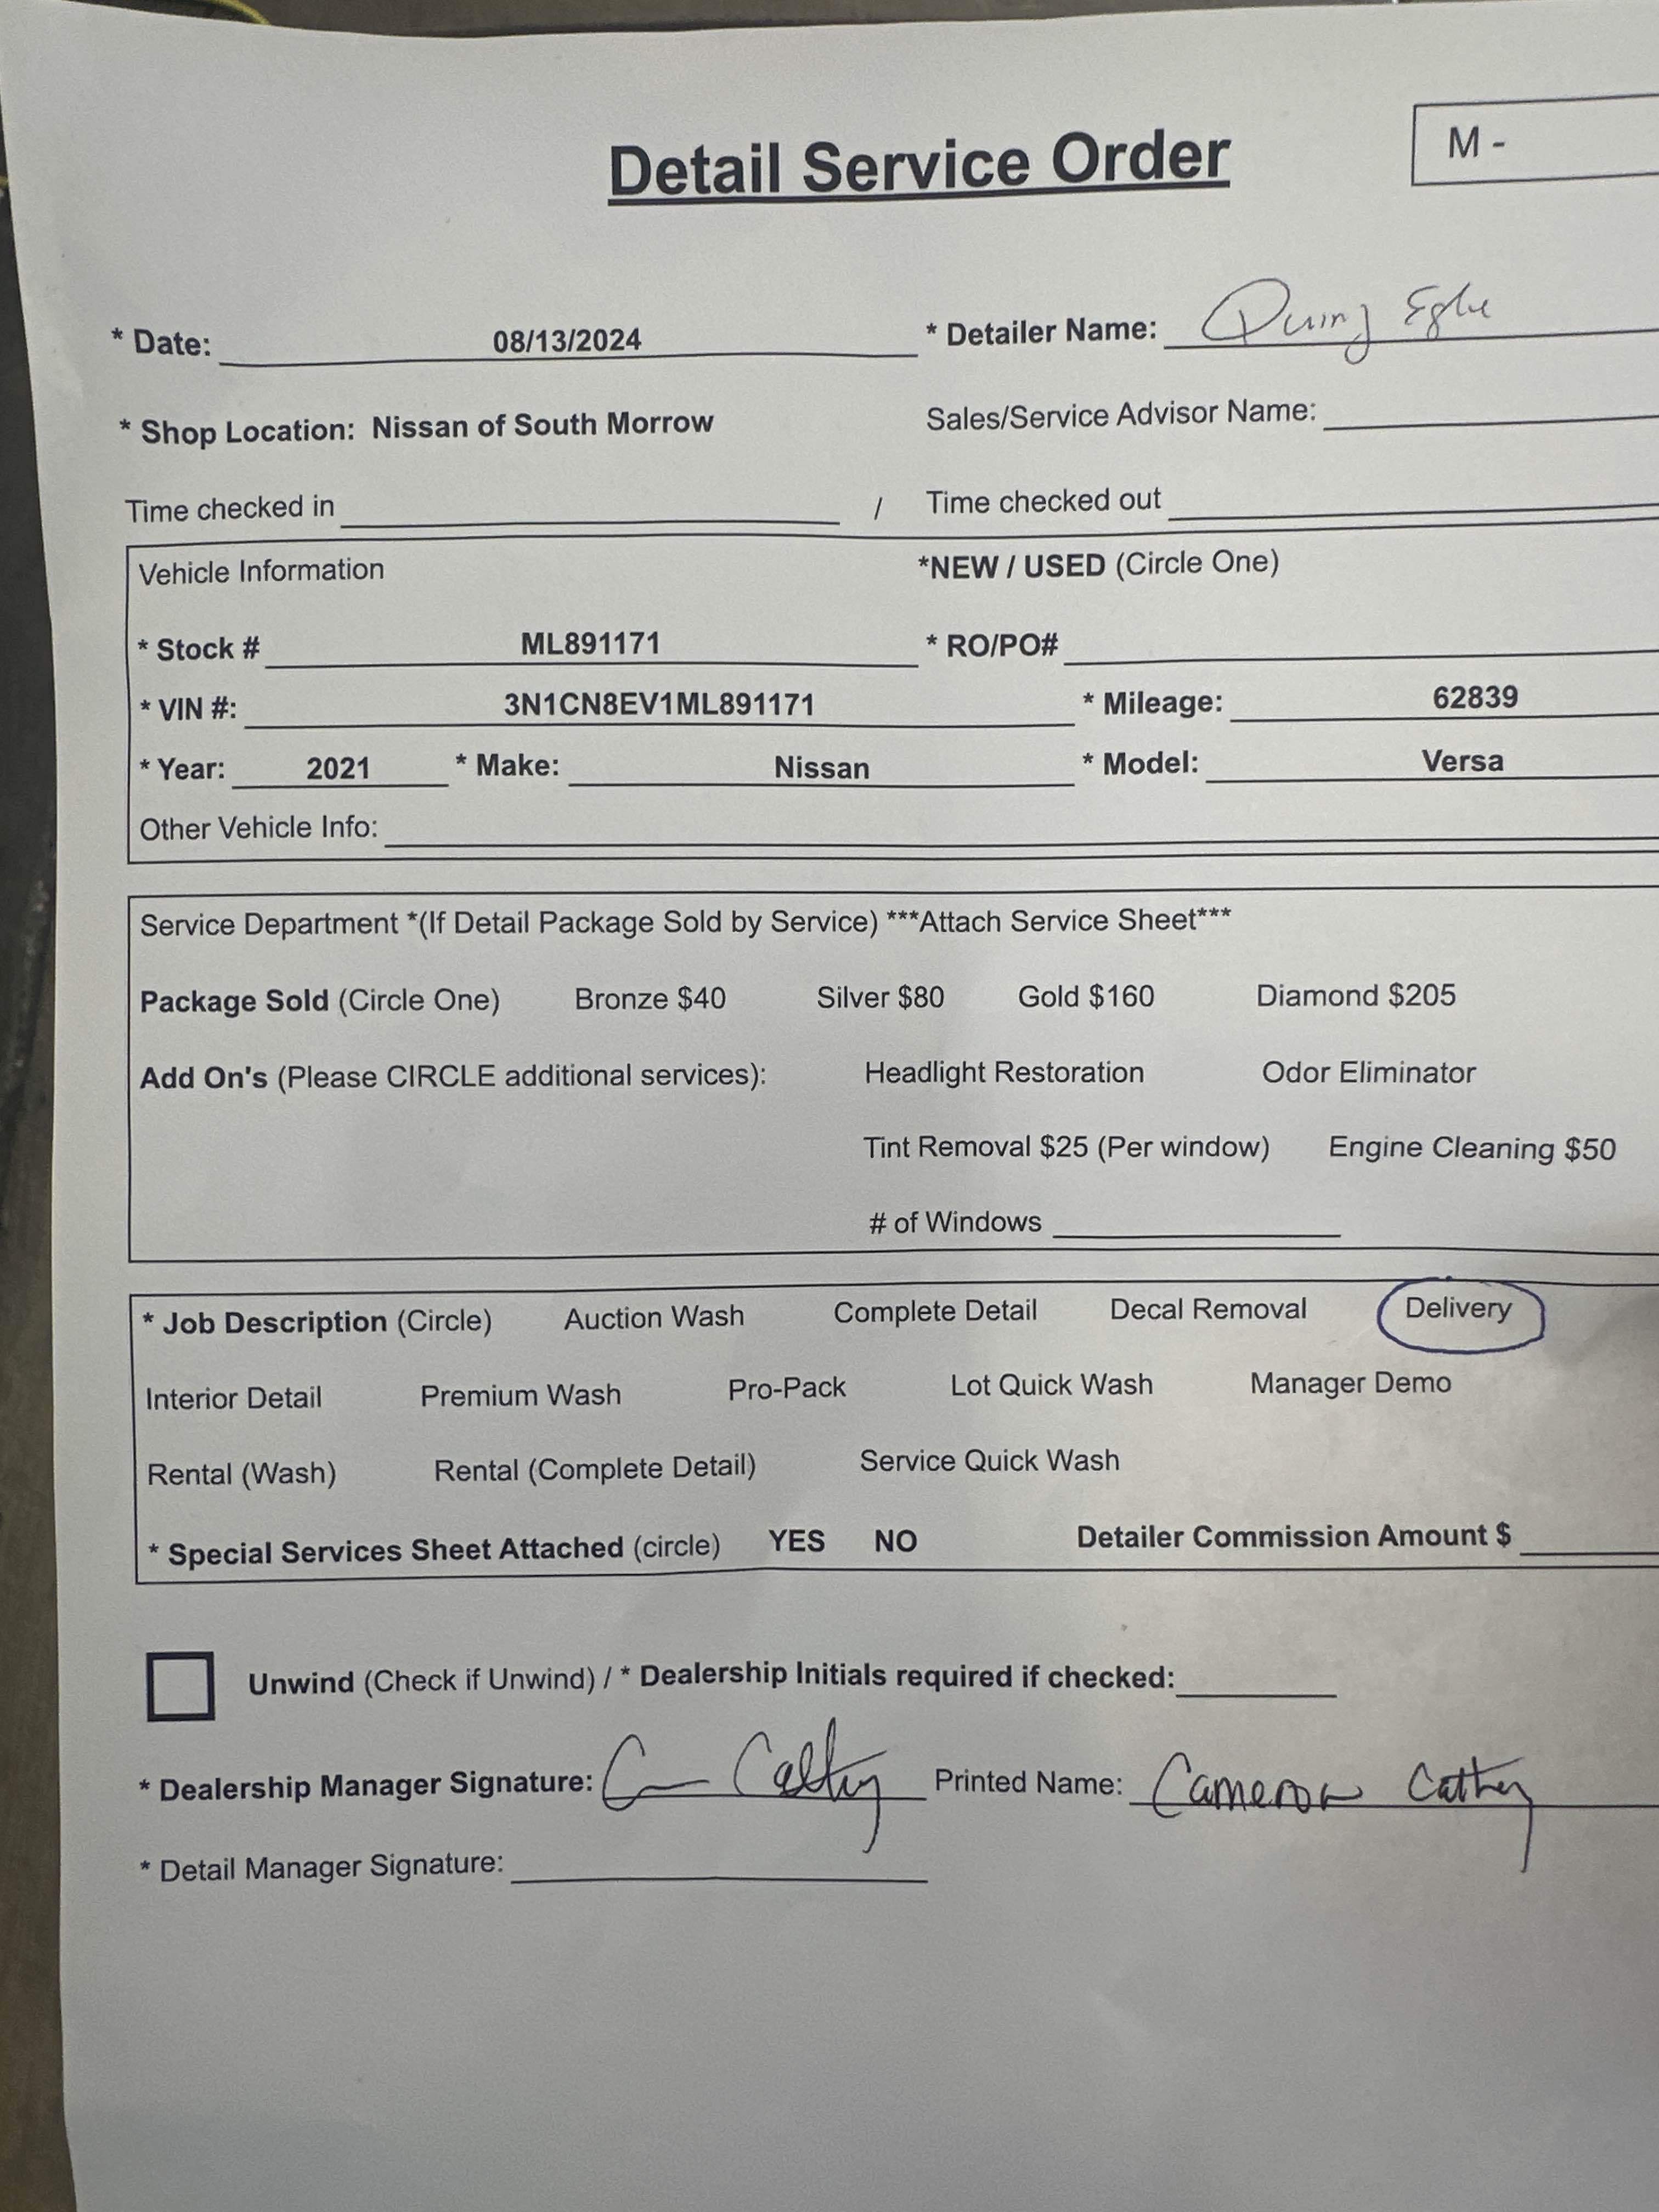 Detail Service Order
M -
* Date: 08/13/2024 * Detailer Name:
* Shop Location: Nissan of South Morrow Sales/Service Advisor Name:
Time checked in / Time checked out
Vehicle Information *NEW / USED (Circle One)
* Stock # ML891171 * RO/PO#
* VIN #: 3N1CN8EV1ML891171 * Mileage: 62839
* Year: 2021 * Make: Nissan * Model: Versa
Other Vehicle Info:
Service Department *(If Detail Package Sold by Service) ***Attach Service Sheet***
Package Sold (Circle One) Bronze $40 Silver $80 Gold $160 Diamond $205
Add On's (Please CIRCLE additional services): Headlight Restoration Odor Eliminator
Tint Removal $25 (Per window) Engine Cleaning $50
# of Windows
* Job Description (Circle) Auction Wash Complete Detail Decal Removal Delivery
Interior Detail Premium Wash Pro-Pack Lot Quick Wash Manager Demo
Rental (Wash) Rental (Complete Detail) Service Quick Wash
* Special Services Sheet Attached (circle) YES NO Detailer Commission Amount $
Unwind (Check if Unwind) / * Dealership Initials required if checked:
* Dealership Manager Signature: C Cathey Printed Name: Cameron Cathey
* Detail Manager Signature: